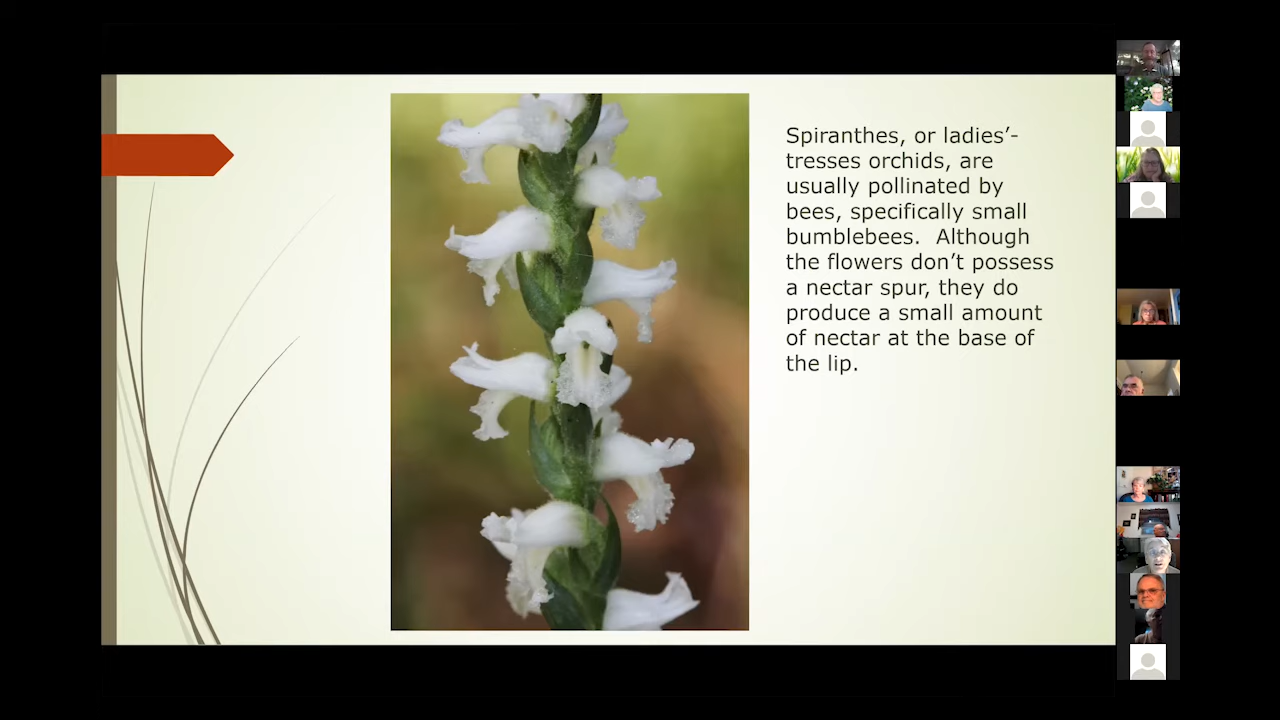 Spiranthes, or ladies’-
tresses orchids, are
usually pollinated by
bees, specifically small
bumblebees.  Although
the flowers don’t possess
a nectar spur, they do
produce a small amount
of nectar at the base of
the lip.